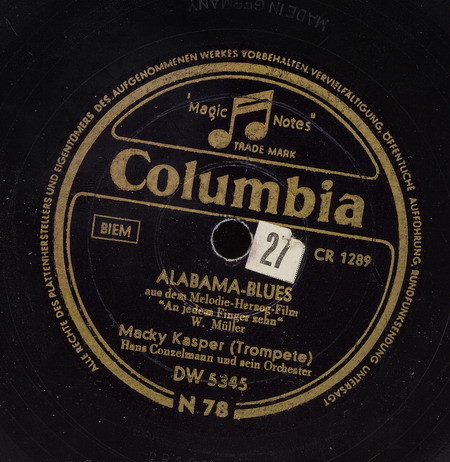 MADE IN GERMANY
ALLE RECHTE DES PLATTENHERSTELLERS UND EIGENTÜMERS DES AUFGENOMMENEN WERKES VORBEHALTEN. VERVIELFÄLTIGUNG, ÖFFENTLICHE AUFFÜHRUNG, RUNDFUNKSENDUNG UNTERSAGT
"Magic Notes"
TRADE MARK
Columbia
BIEM
27
CR 1289
ALABAMA-BLUES
aus dem Melodie-Herzog-Film
"An jedem Finger zehn"
W. Müller
Macky Kasper (Trompete)
Hans Conzelmann und sein Orchester
DW 5345
N 78